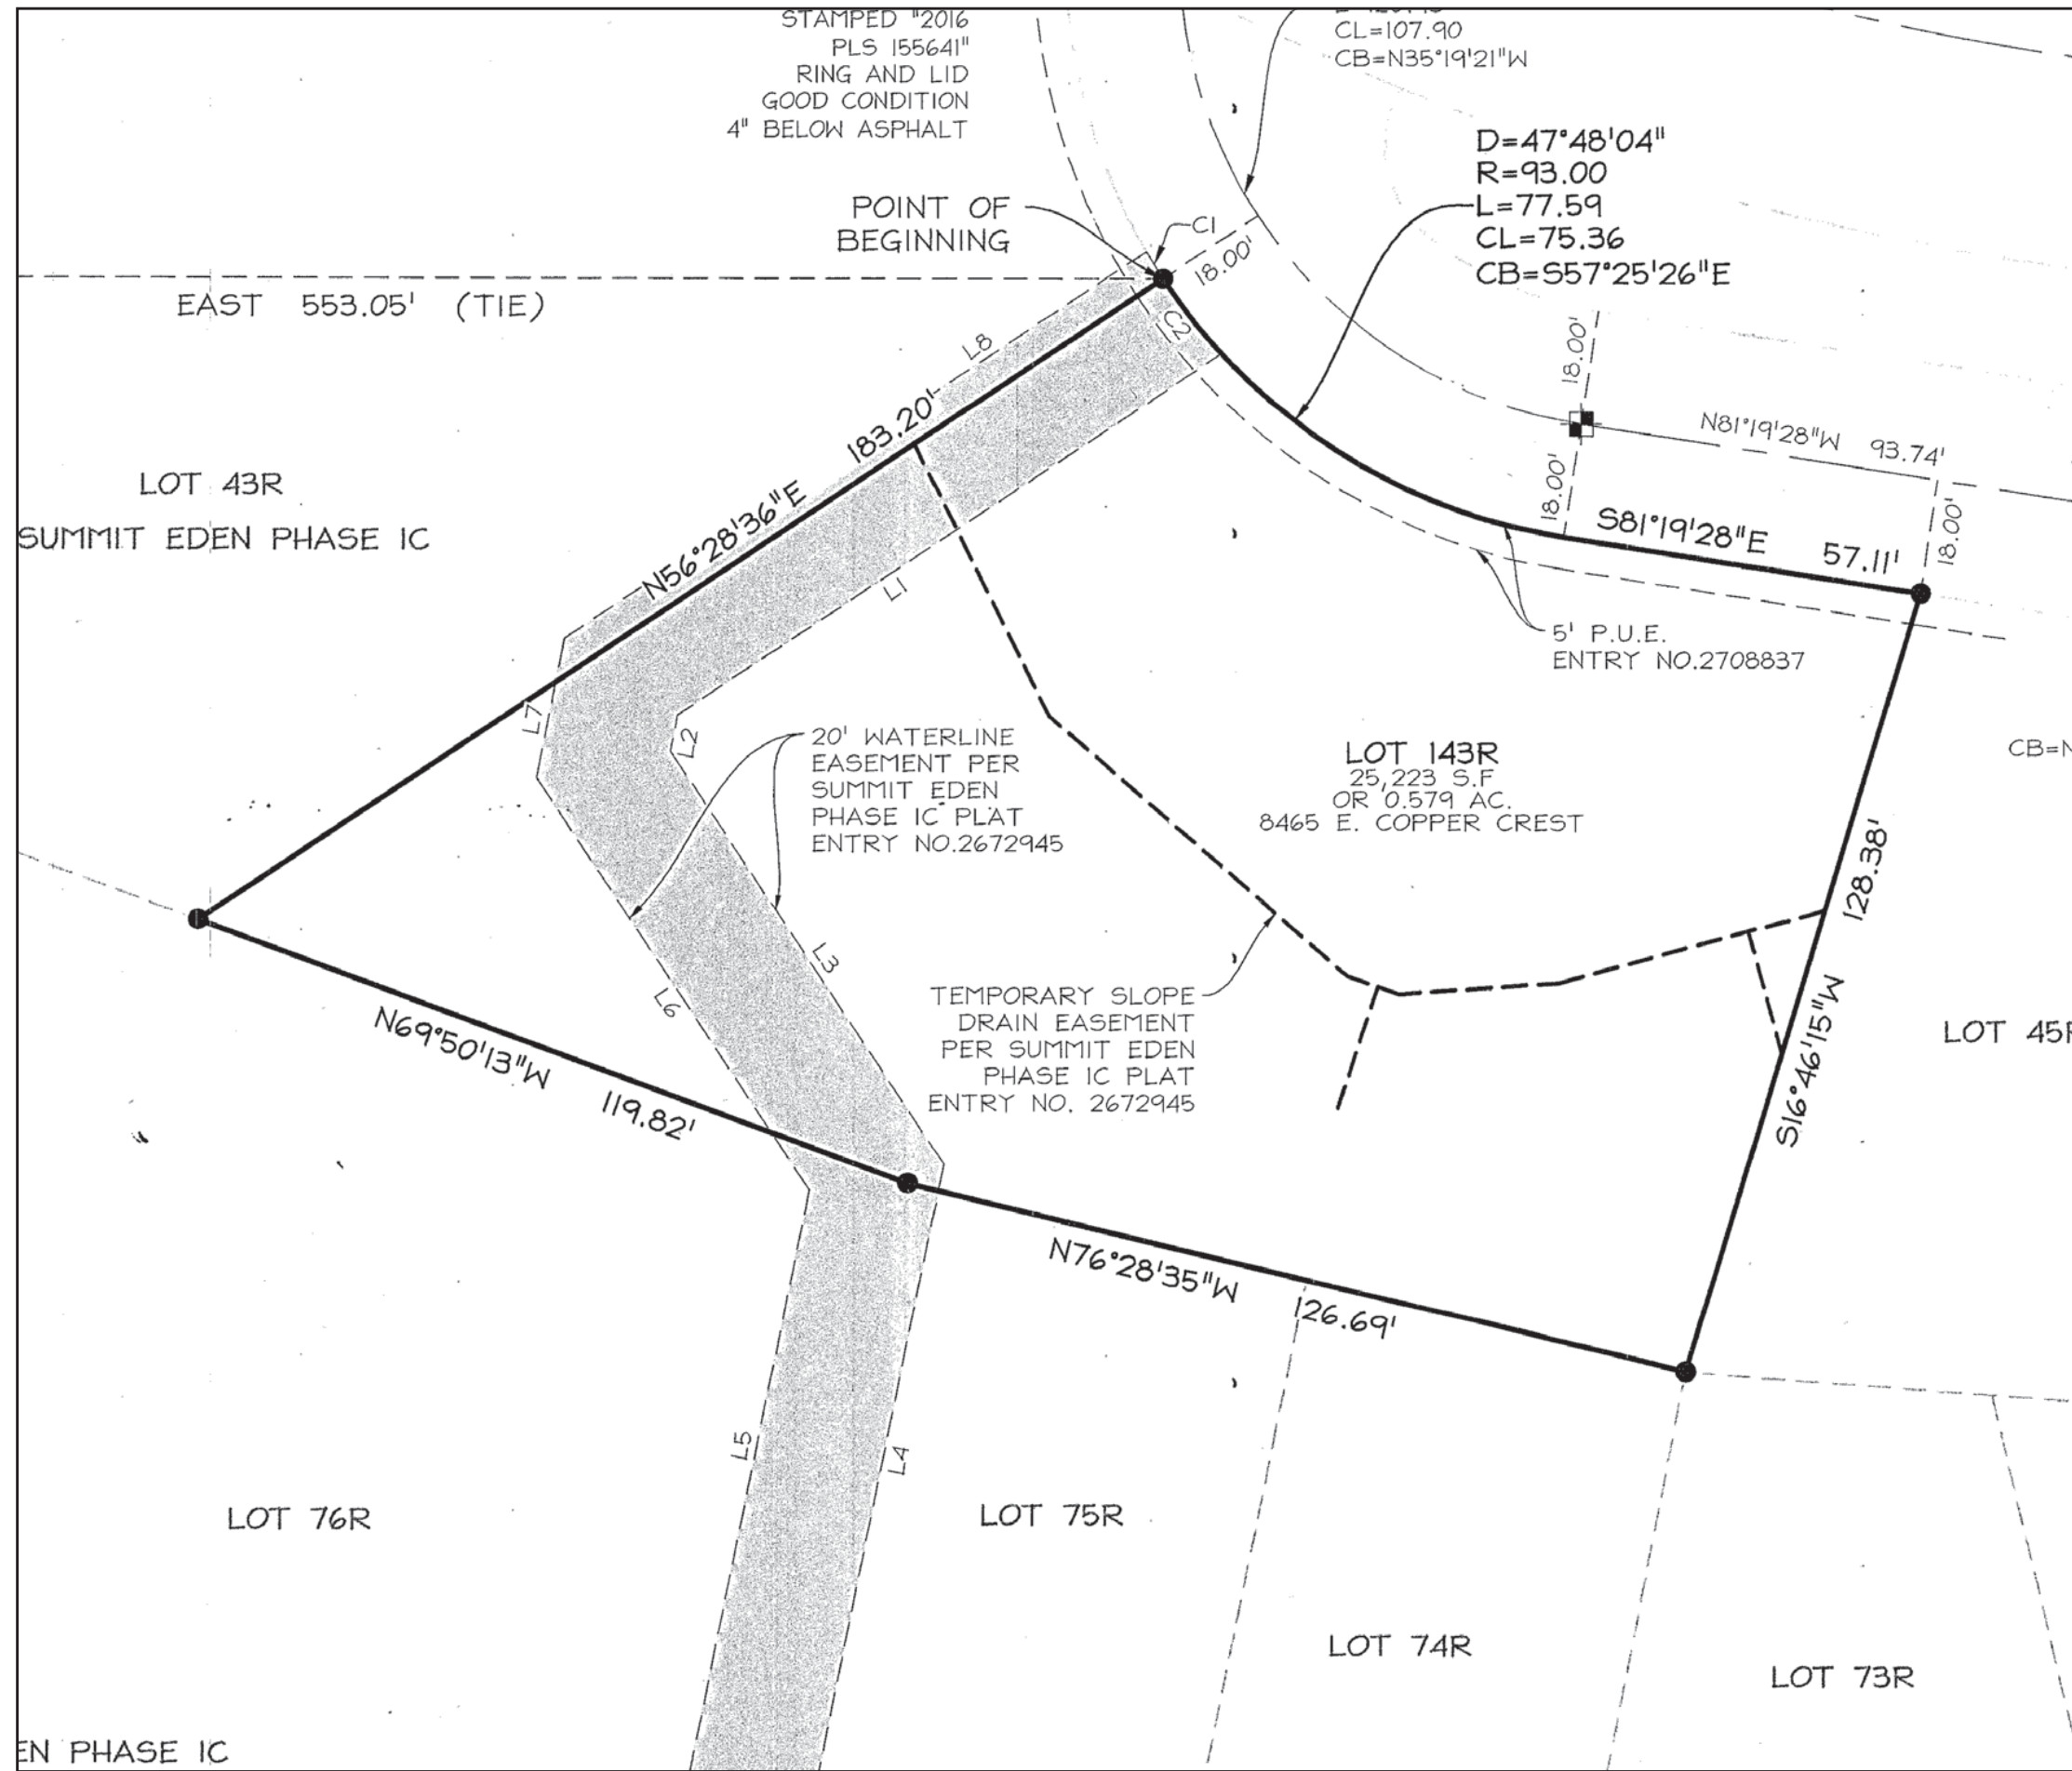 STAMPED "2016
PLS 155641"
RING AND LID
GOOD CONDITION
4" BELOW ASPHALT
CL=107.90
CB=N35°19'21"W
D=47°48'04"
R=93.00
L=77.59
CL=75.36
CB=S57°25'26"E
POINT OF
BEGINNING
C1
18.00'
EAST 553.05' (TIE)
C2
L8
18.00'
183.20'
N81°19'28"W 93.74'
LOT 43R
SUMMIT EDEN PHASE 1C
18.00'
S81°19'28"E 57.11'
18.00'
N56°28'36"E
L1
5' P.U.E.
ENTRY NO.2708837
L7
L2
20' WATERLINE
EASEMENT PER
SUMMIT EDEN
PHASE 1C PLAT
ENTRY NO.2672945
LOT 143R
25,223 S.F
OR 0.579 AC.
8465 E. COPPER CREST
CB=N
128.38'
L3
L6
TEMPORARY SLOPE
DRAIN EASEMENT
PER SUMMIT EDEN
PHASE 1C PLAT
ENTRY NO. 2672945
S16°46'15"W
LOT 45R
N69°50'13"W
119.82'
N76°28'35"W
126.69'
L5
L4
LOT 76R
LOT 75R
LOT 74R
LOT 73R
EN PHASE 1C